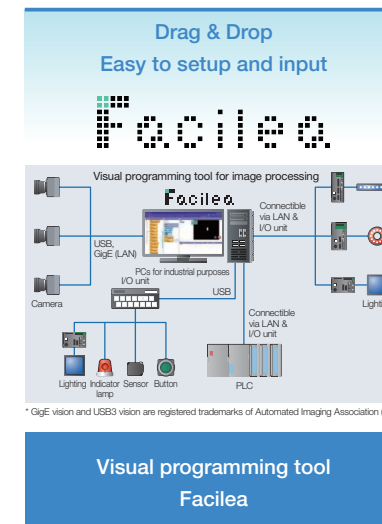 Drag & Drop
Easy to setup and input
Facilea
Visual programming tool for image processing
Facilea
Connectible
via LAN &
I/O unit
USB,
GigE (LAN)
PCs for industrial purposes
I/O unit
USB
Camera
Connectible
via LAN &
I/O unit
Lighti
Lighting
Indicator
lamp
Sensor
Button
PLC
* GigE vision and USB3 vision are registered trademarks of Automated Imaging Association
Visual programming tool
Facilea